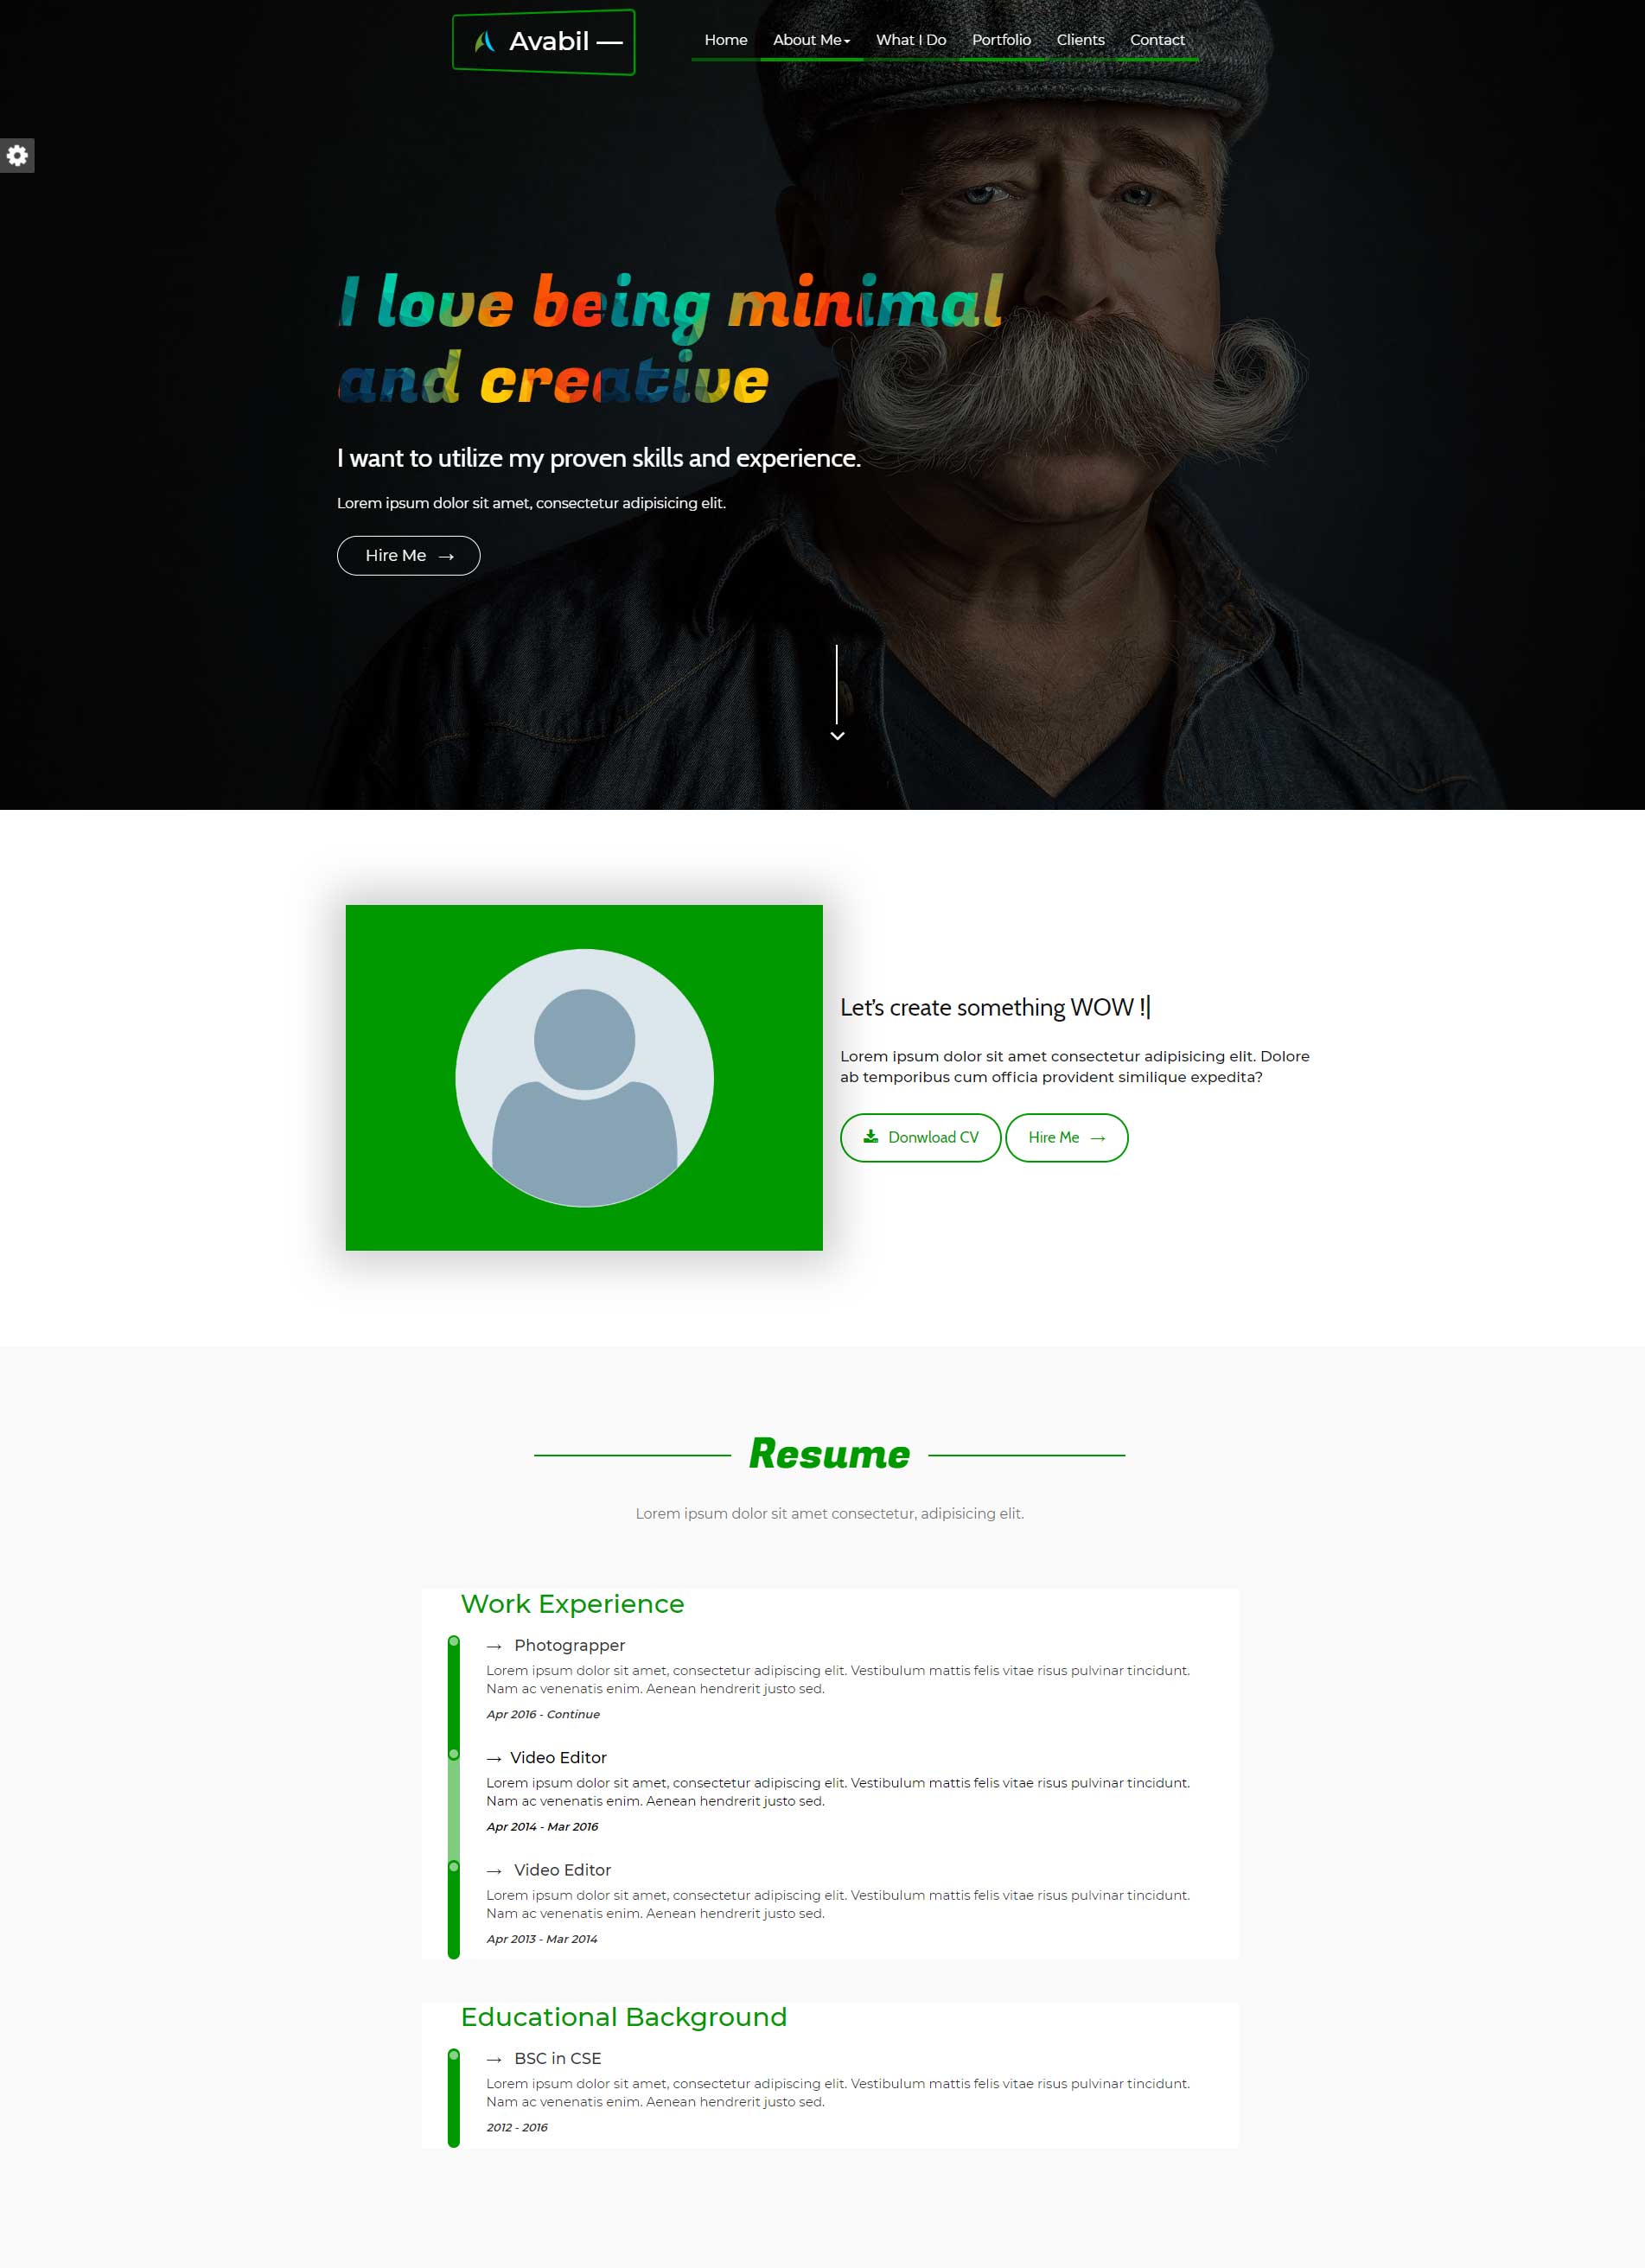 Avabil —
Home About Me What I Do Portfolio Clients Contact
I love being minimal
and creative
I want to utilize my proven skills and experience.
Lorem ipsum dolor sit amet, consectetur adipisicing elit.
Hire Me →
Let's create something WOW !|
Lorem ipsum dolor sit amet consectetur adipisicing elit. Dolore
ab temporibus cum officia provident similique expedita?
Donwload CV Hire Me →
Resume
Lorem ipsum dolor sit amet consectetur, adipisicing elit.
Work Experience
→ Photograpper
Lorem ipsum dolor sit amet, consectetur adipiscing elit. Vestibulum mattis felis vitae risus pulvinar tincidunt.
Nam ac venenatis enim. Aenean hendrerit justo sed.
Apr 2016 - Continue
→ Video Editor
Lorem ipsum dolor sit amet, consectetur adipiscing elit. Vestibulum mattis felis vitae risus pulvinar tincidunt.
Nam ac venenatis enim. Aenean hendrerit justo sed.
Apr 2014 - Mar 2016
→ Video Editor
Lorem ipsum dolor sit amet, consectetur adipiscing elit. Vestibulum mattis felis vitae risus pulvinar tincidunt.
Nam ac venenatis enim. Aenean hendrerit justo sed.
Apr 2013 - Mar 2014
Educational Background
→ BSC in CSE
Lorem ipsum dolor sit amet, consectetur adipiscing elit. Vestibulum mattis felis vitae risus pulvinar tincidunt.
Nam ac venenatis enim. Aenean hendrerit justo sed.
2012 - 2016